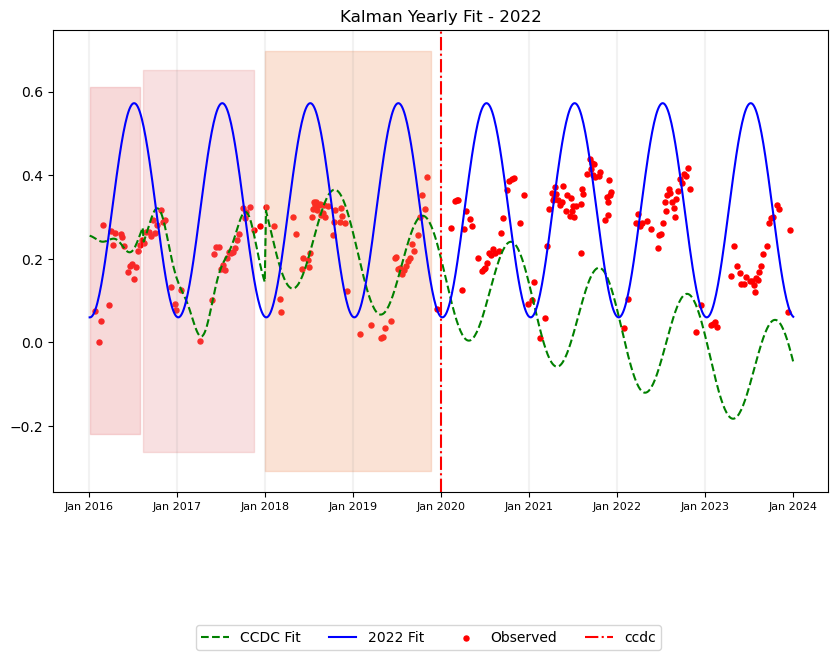 Kalman Yearly Fit - 2022
0.6
0.4
0.2
0.0
−0.2
Jan 2016 Jan 2017 Jan 2018 Jan 2019 Jan 2020 Jan 2021 Jan 2022 Jan 2023 Jan 2024
CCDC Fit 2022 Fit Observed ccdc